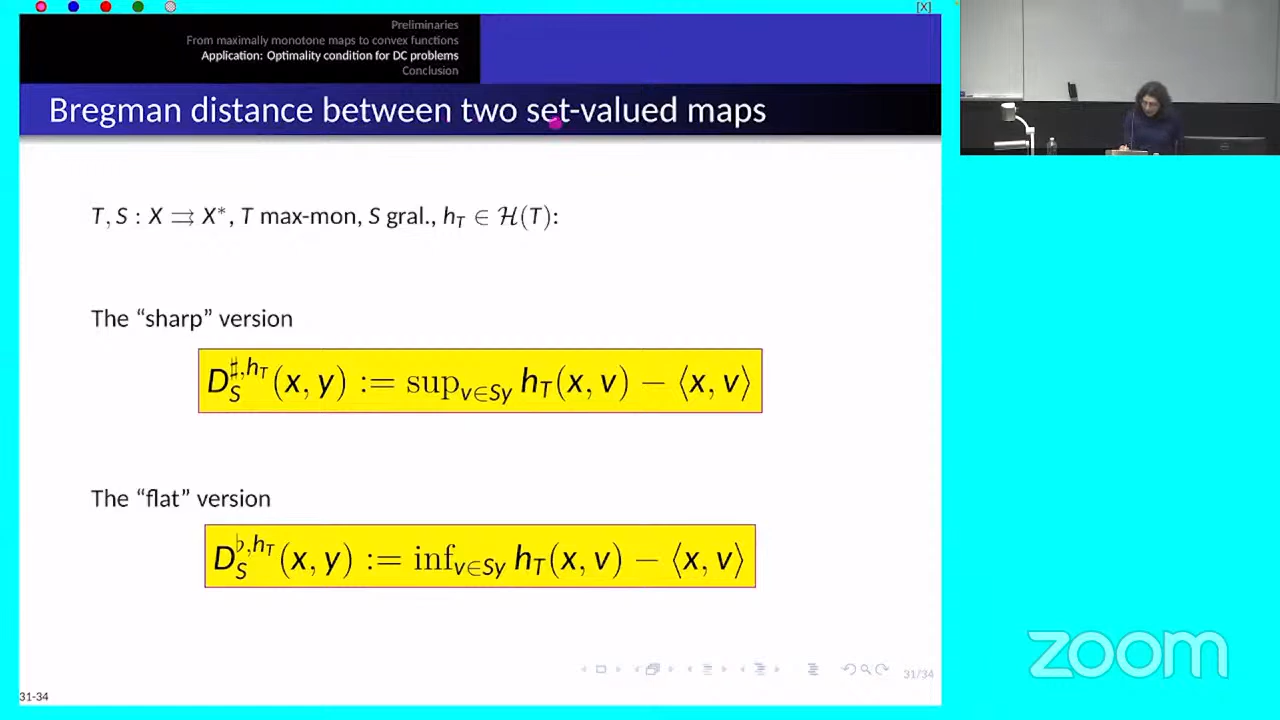 [X]
Preliminaries
From maximally monotone maps to convex functions
Application: Optimality condition for DC problems
Conclusion
Bregman distance between two set-valued maps
T, S : X ⇉ X*, T max-mon, S gral., h_T ∈ ℋ(T):
The “sharp” version
D_S^{♯,h_T}(x, y) := sup_{v∈Sy} h_T(x, v) − ⟨x, v⟩
The “flat” version
D_S^{♭,h_T}(x, y) := inf_{v∈Sy} h_T(x, v) − ⟨x, v⟩
31/34
31-34
zoom